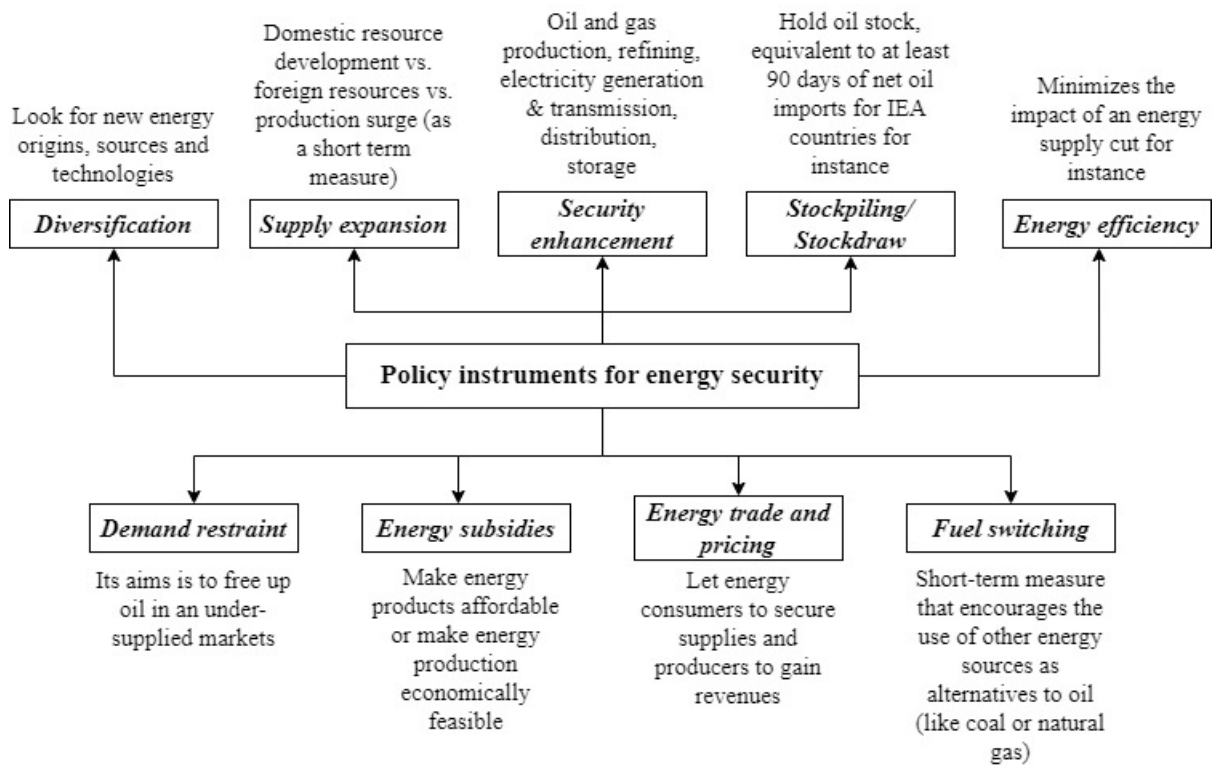 Look for new energy
origins, sources and
technologies
Diversification
Domestic resource
development vs.
foreign resources vs.
production surge (as
a short term
measure)
Supply expansion
Oil and gas
production, refining,
electricity generation
& transmission,
distribution,
storage
Security
enhancement
Hold oil stock,
equivalent to at least
90 days of net oil
imports for IEA
countries for
instance
Stockpiling/
Stockdraw
Minimizes the
impact of an energy
supply cut for
instance
Energy efficiency
Policy instruments for energy security
Demand restraint
Its aims is to free up
oil in an under-
supplied markets
Energy subsidies
Make energy
products affordable
or make energy
production
economically
feasible
Energy trade and
pricing
Let energy
consumers to secure
supplies and
producers to gain
revenues
Fuel switching
Short-term measure
that encourages the
use of other energy
sources as
alternatives to oil
(like coal or natural
gas)